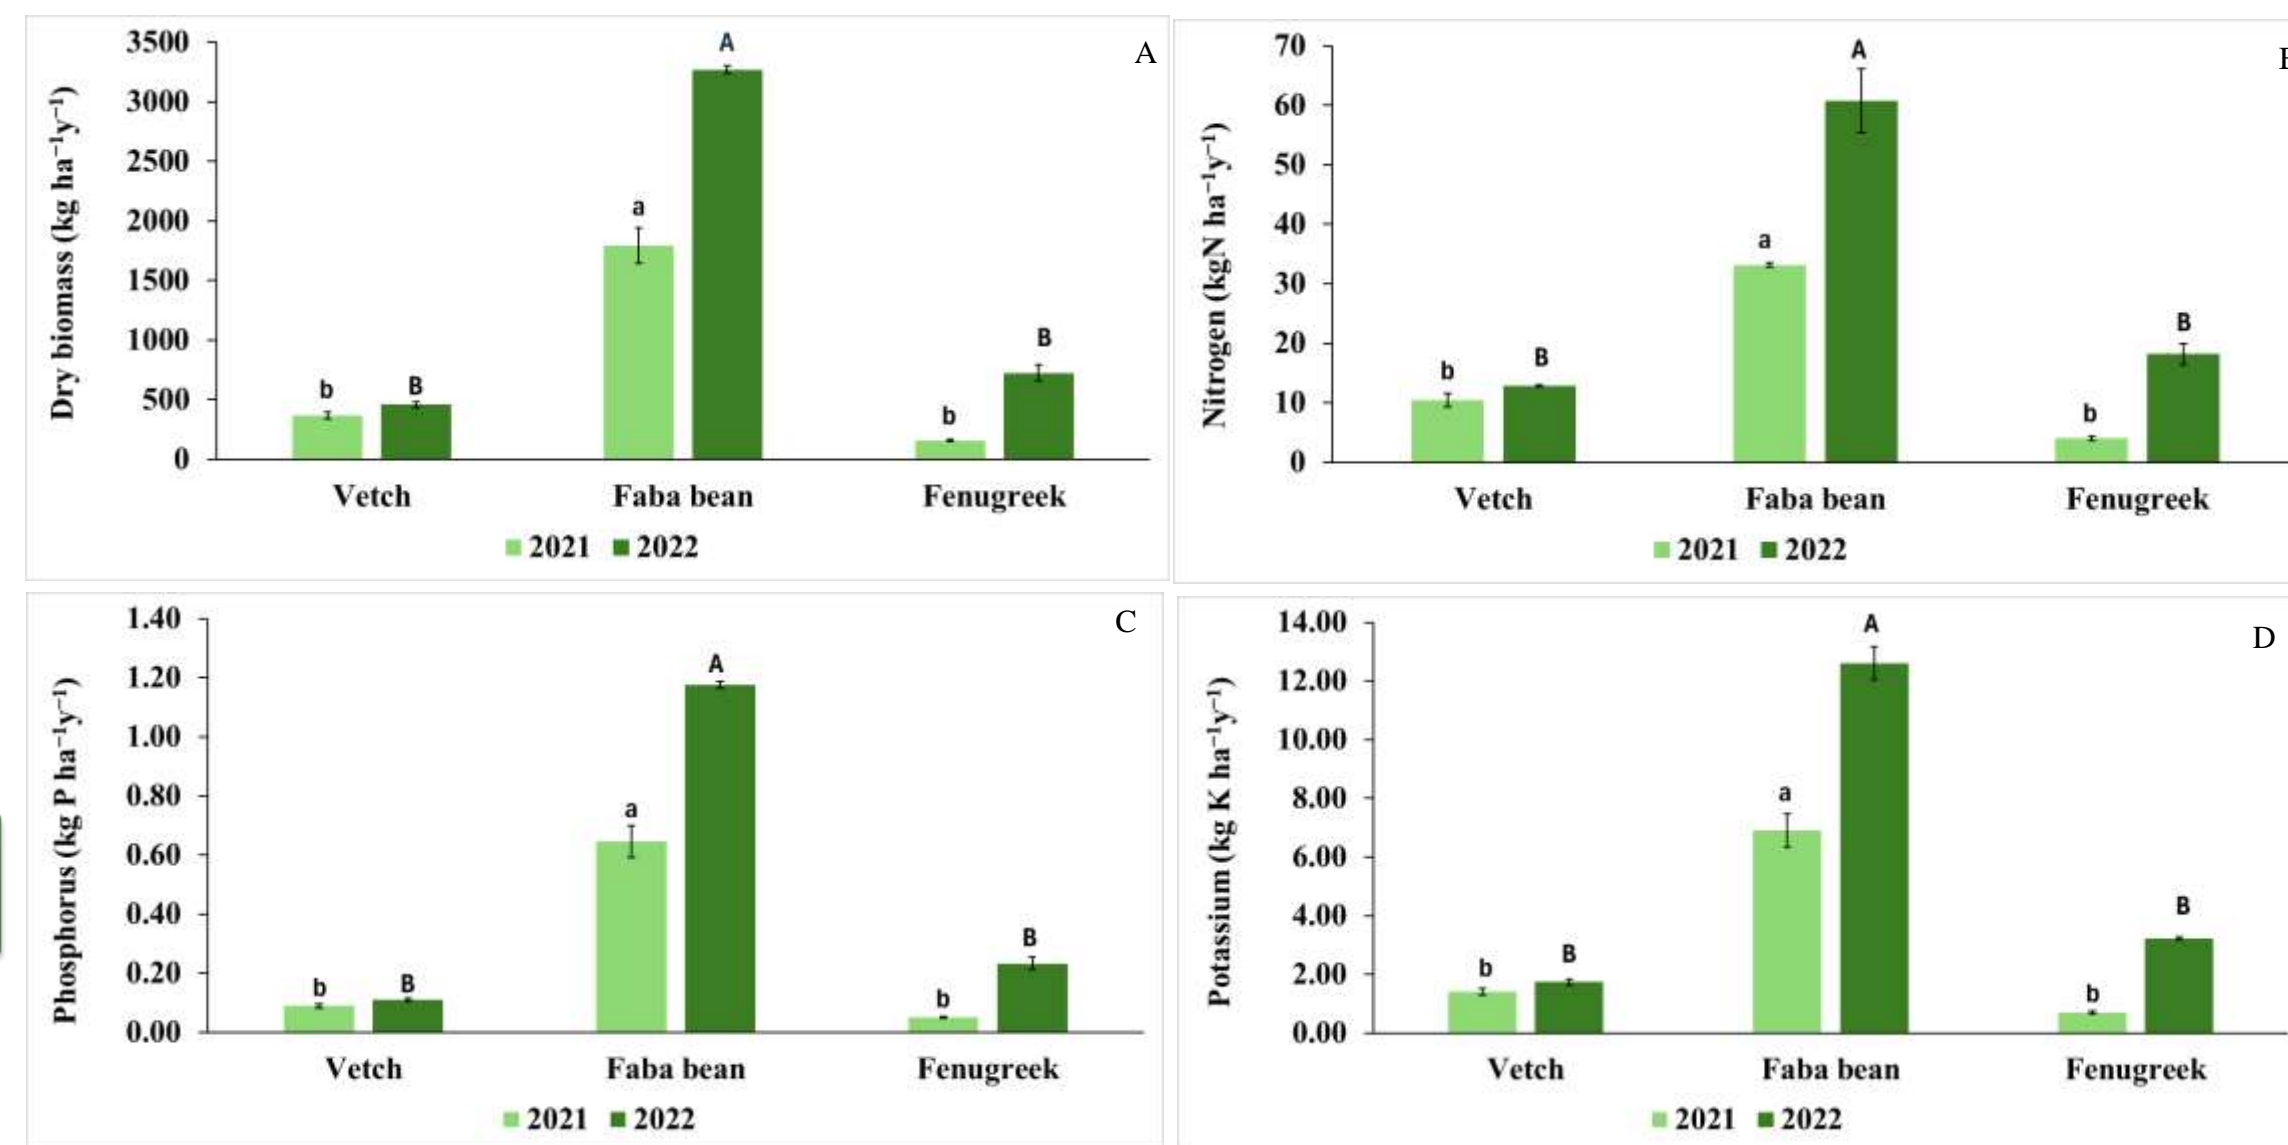 A
Dry biomass (kg ha⁻¹y⁻¹)
3500
3000
2500
2000
1500
1000
500
0
b
B
a
A
b
B
Vetch Faba bean Fenugreek
2021 2022
Nitrogen (kgN ha⁻¹y⁻¹)
70
60
50
40
30
20
10
0
b
B
a
A
b
B
Vetch Faba bean Fenugreek
2021 2022
C
Phosphorus (kg P ha⁻¹y⁻¹)
1.40
1.20
1.00
0.80
0.60
0.40
0.20
0.00
b
B
a
A
b
B
Vetch Faba bean Fenugreek
2021 2022
D
Potassium (kg K ha⁻¹y⁻¹)
14.00
12.00
10.00
8.00
6.00
4.00
2.00
0.00
b
B
a
A
b
B
Vetch Faba bean Fenugreek
2021 2022